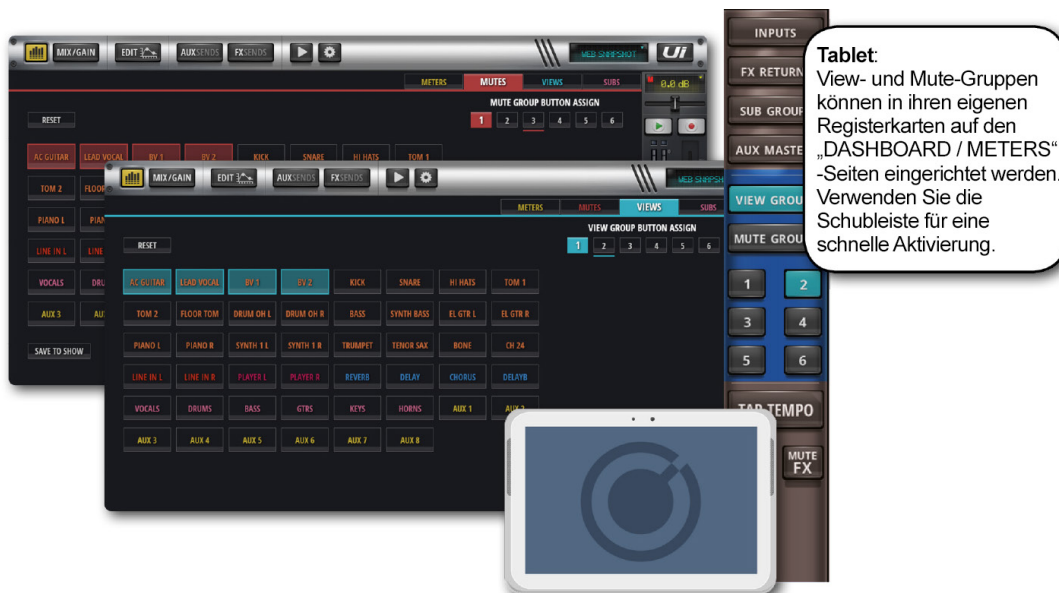 MIX/GAIN EDIT AUXSENDS FXSENDS WEB SNAPSHOT Ui
METERS MUTES VIEWS SUBS 0.0 dB
MUTE GROUP BUTTON ASSIGN
RESET 1 2 3 4 5 6
AC GUITAR LEAD VOCAL BV 1 BV 2 KICK SNARE HI HATS TOM 1
TOM 2 FLOOR
PIANO L PIAN
LINE IN L LINE
VOCALS DRU
AUX 3 AU
SAVE TO SHOW
MIX/GAIN EDIT AUXSENDS FXSENDS WEB SNAPSH
METERS MUTES VIEWS SUBS
VIEW GROUP BUTTON ASSIGN
RESET 1 2 3 4 5 6
AC GUITAR LEAD VOCAL BV 1 BV 2 KICK SNARE HI HATS TOM 1
TOM 2 FLOOR TOM DRUM OH L DRUM OH R BASS SYNTH BASS EL GTR L EL GTR R
PIANO L PIANO R SYNTH 1 L SYNTH 1 R TRUMPET TENOR SAX BONE CH 24
LINE IN L LINE IN R PLAYER L PLAYER R REVERB DELAY CHORUS DELAYB
VOCALS DRUMS BASS GTRS KEYS HORNS AUX 1 AUX 2
AUX 3 AUX 4 AUX 5 AUX 6 AUX 7 AUX 8
INPUTS
FX RETURN
SUB GROUP
AUX MASTE
VIEW GROU
MUTE GROU
1 2
3 4
5 6
TAP TEMPO
MUTE
FX
Tablet:
View- und Mute-Gruppen
können in ihren eigenen
Registerkarten auf den
„DASHBOARD / METERS“
-Seiten eingerichtet werden.
Verwenden Sie die
Schubleiste für eine
schnelle Aktivierung.